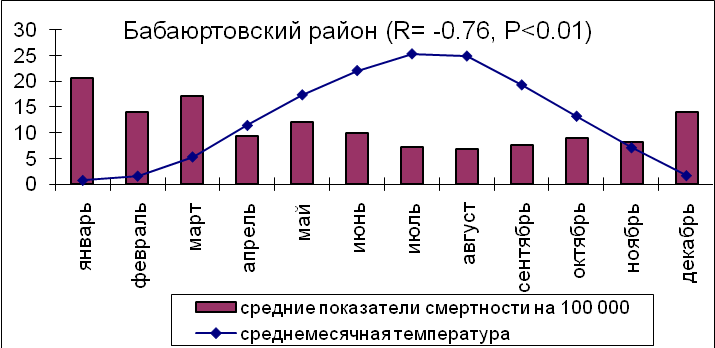 Бабаюртовский район (R= -0.76, P<0.01)
30
25
20
15
10
5
0
январь
февраль
март
апрель
май
июнь
июль
август
сентябрь
октябрь
ноябрь
декабрь
средние показатели смертности на 100 000
среднемесячная температура